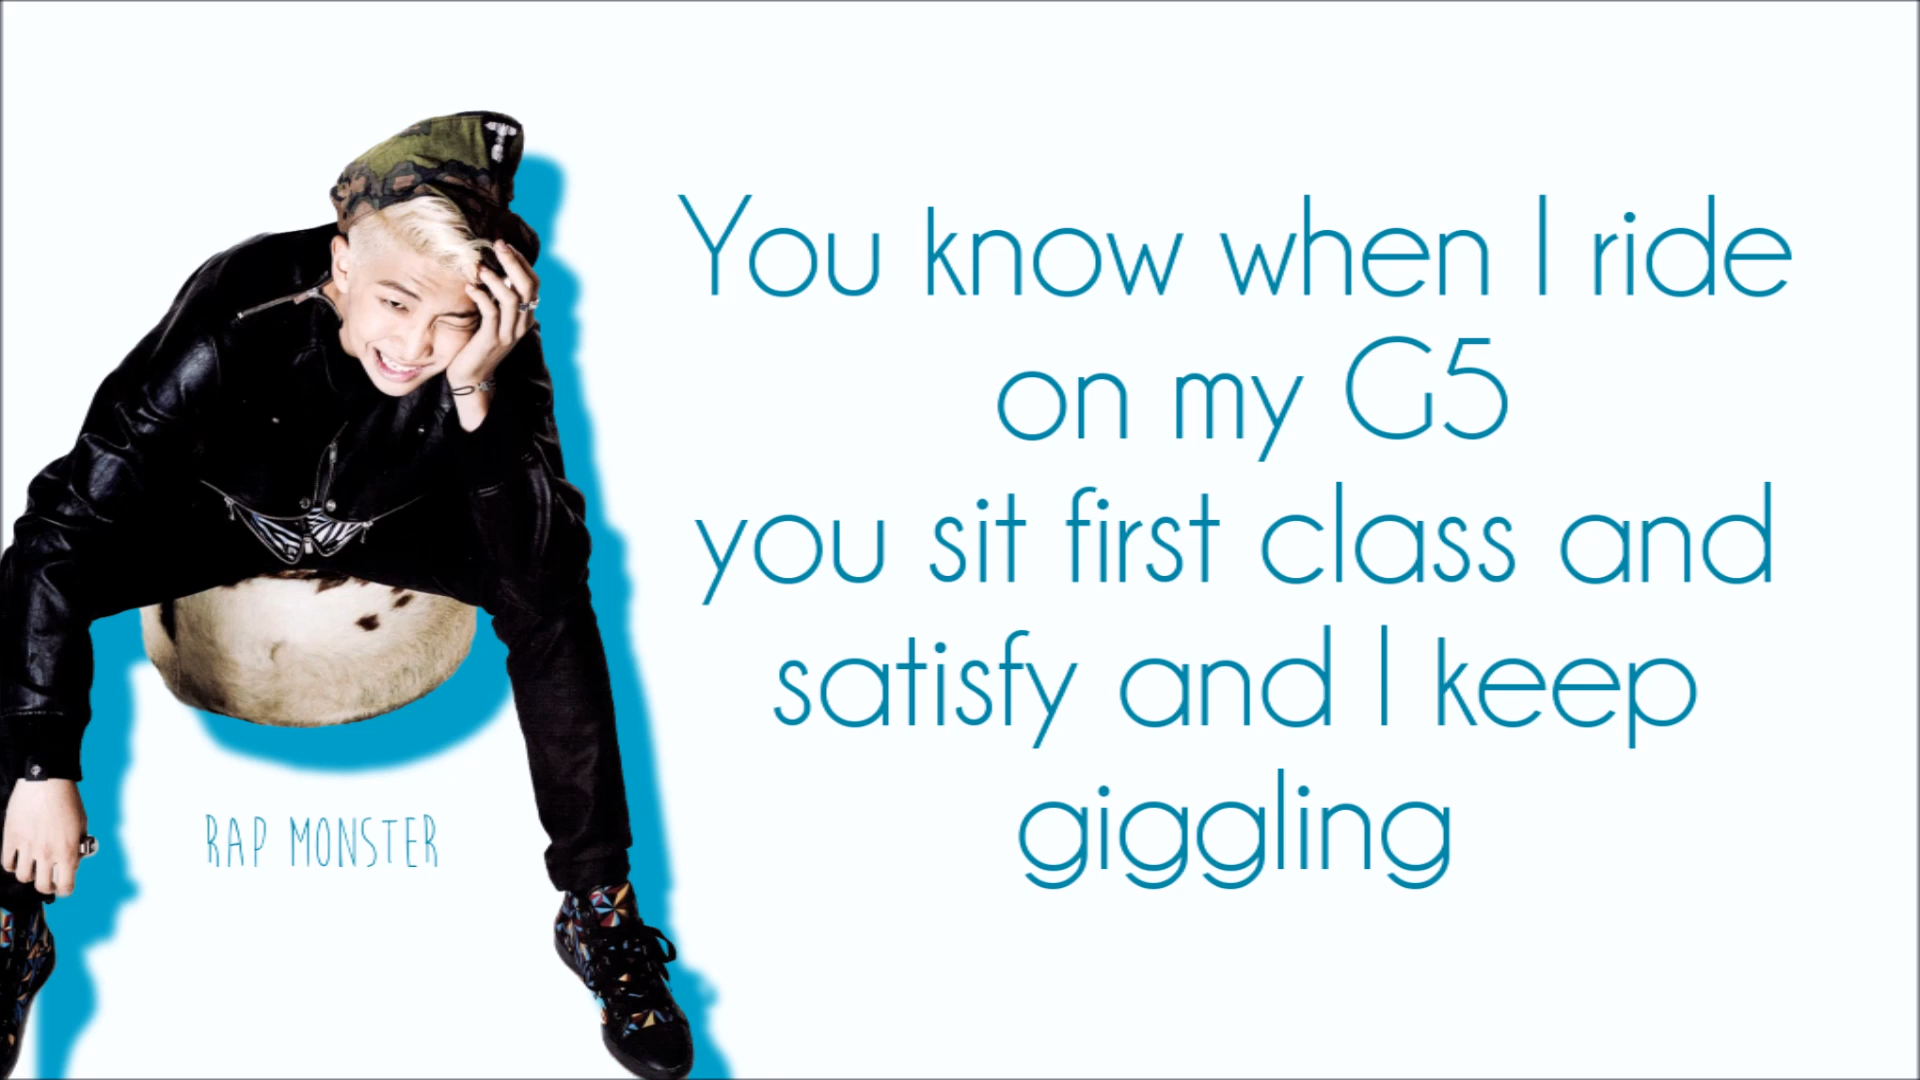 You know when I ride
on my G5
you sit first class and
satisfy and I keep
giggling
RAP MONSTER